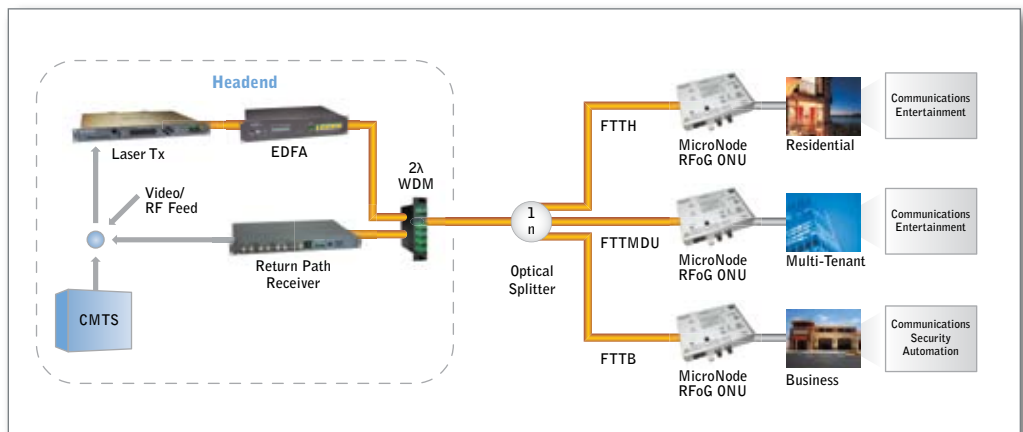 Headend
Laser Tx
EDFA
2λ
WDM
Video/
RF Feed
Return Path
Receiver
CMTS
1
n
Optical
Splitter
FTTH
MicroNode
RFoG ONU
Residential
Communications
Entertainment
FTTMDU
MicroNode
RFoG ONU
Multi-Tenant
Communications
Entertainment
FTTB
MicroNode
RFoG ONU
Business
Communications
Security
Automation